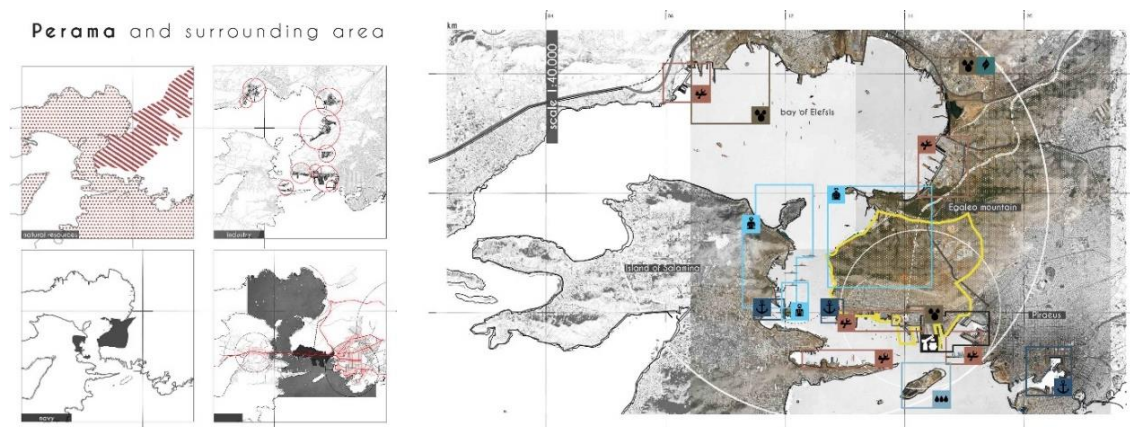 Perama and surrounding area
natural resources
industry
navy
km
scale 1:40.000
bay of Elefsis
Egaleo mountain
Island of Salamina
Piraeus